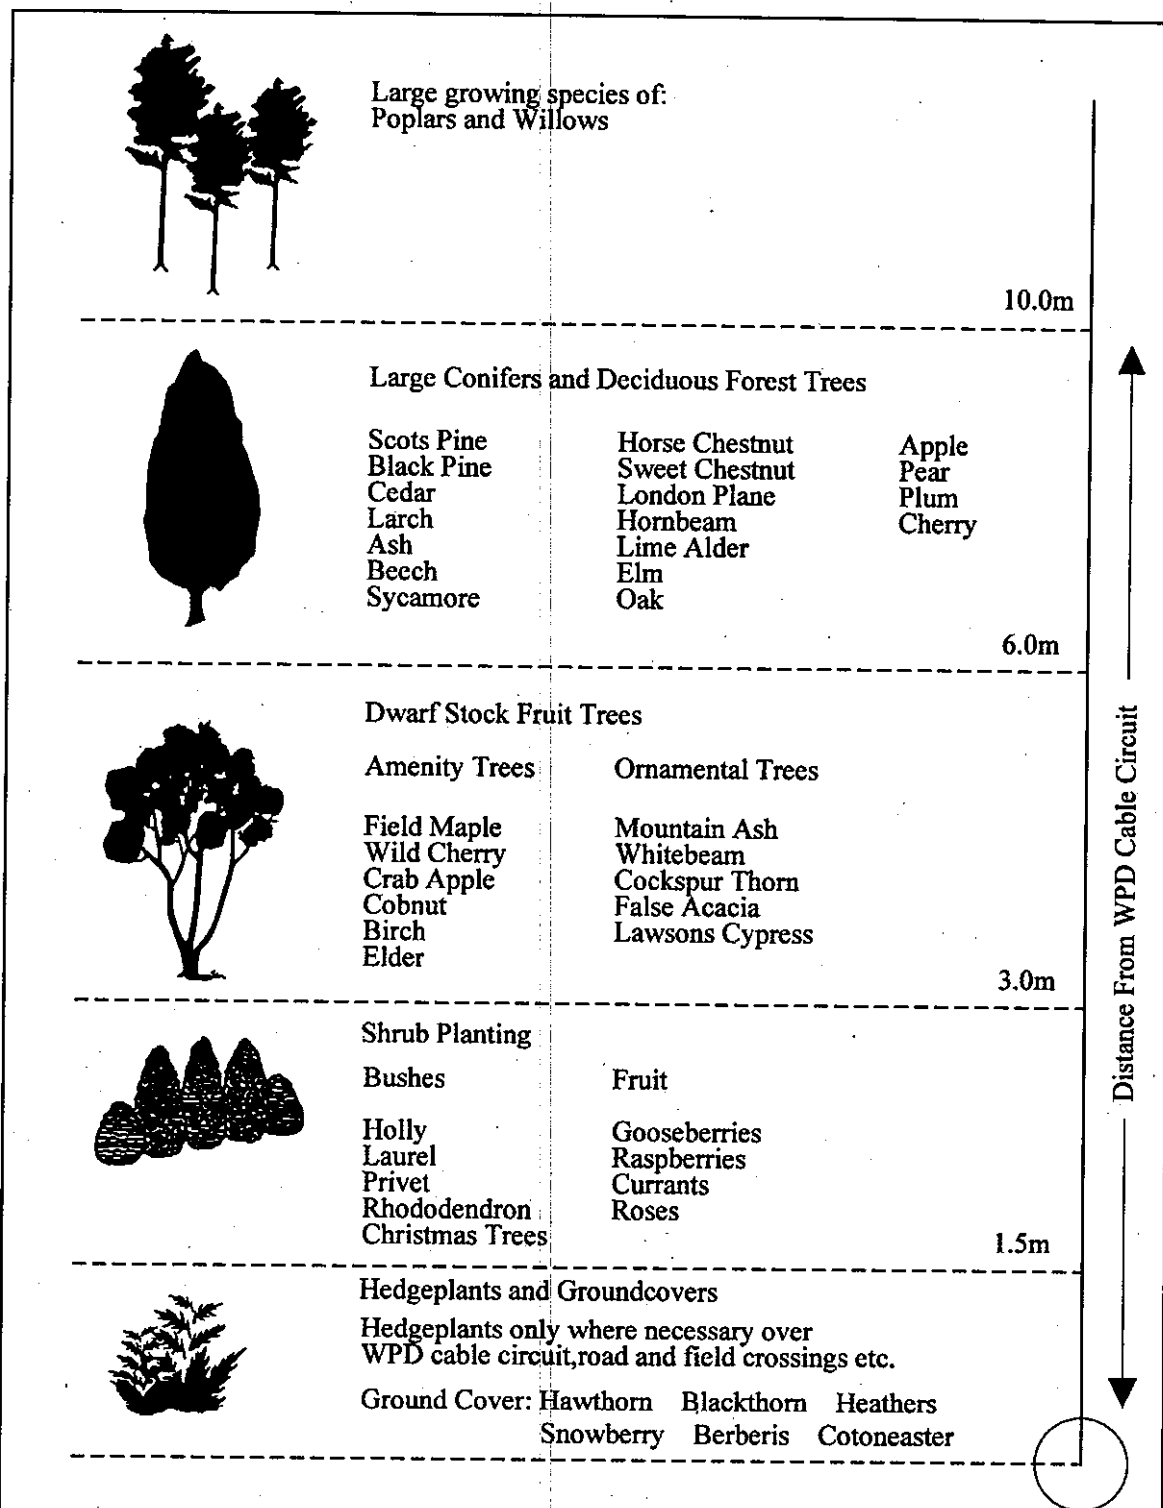 Large growing species of:
Poplars and Willows
10.0m
Large Conifers and Deciduous Forest Trees
Scots Pine Horse Chestnut Apple
Black Pine Sweet Chestnut Pear
Cedar London Plane Plum
Larch Hornbeam Cherry
Ash Lime Alder
Beech Elm
Sycamore Oak
6.0m
Dwarf Stock Fruit Trees
Amenity Trees Ornamental Trees
Field Maple Mountain Ash
Wild Cherry Whitebeam
Crab Apple Cockspur Thorn
Cobnut False Acacia
Birch Lawsons Cypress
Elder
3.0m
Shrub Planting
Bushes Fruit
Holly Gooseberries
Laurel Raspberries
Privet Currants
Rhododendron Roses
Christmas Trees
1.5m
Hedgeplants and Groundcovers
Hedgeplants only where necessary over
WPD cable circuit,road and field crossings etc.
Ground Cover: Hawthorn Blackthorn Heathers
Snowberry Berberis Cotoneaster
Distance From WPD Cable Circuit